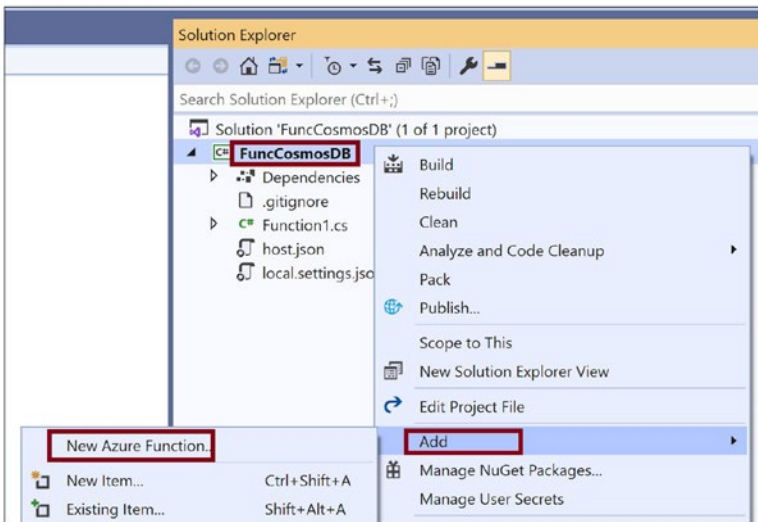 Solution Explorer
Search Solution Explorer (Ctrl+;)
Solution 'FuncCosmosDB' (1 of 1 project)
C# FuncCosmosDB
Dependencies
.gitignore
C# Function1.cs
host.json
local.settings.jso
Build
Rebuild
Clean
Analyze and Code Cleanup
Pack
Publish...
Scope to This
New Solution Explorer View
Edit Project File
Add
Manage NuGet Packages...
Manage User Secrets
New Azure Function..
New Item... Ctrl+Shift+A
Existing Item... Shift+Alt+A